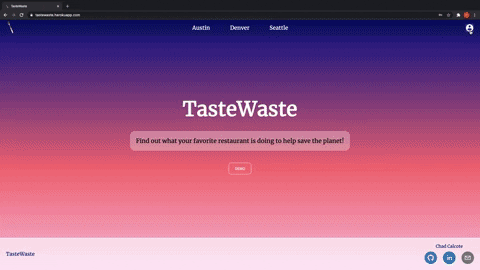 TasteWaste
tastewaste.herokuapp.com
Austin Denver Seattle
TasteWaste
Find out what your favorite restaurant is doing to help save the planet!
Chad Calcote
TasteWaste
in